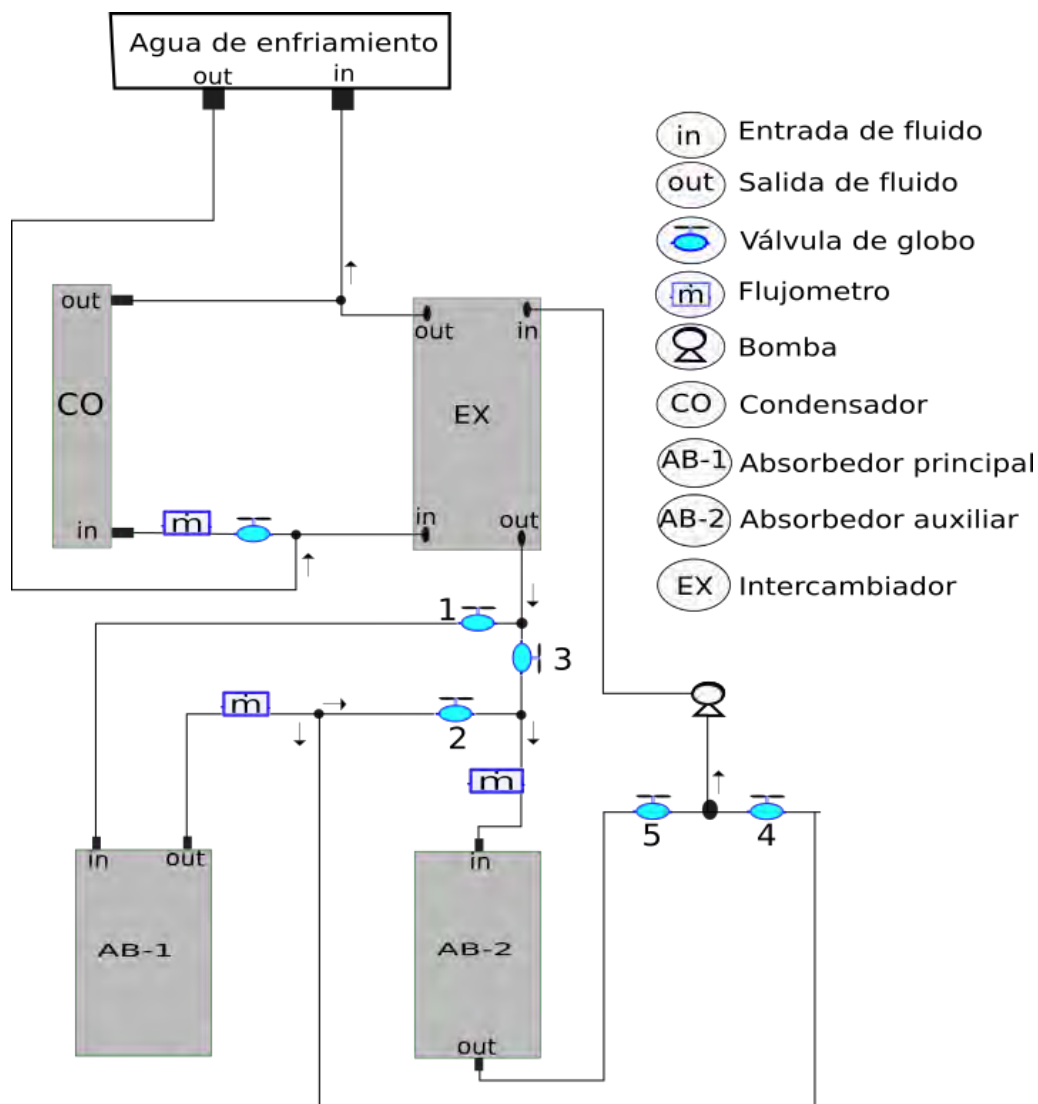 Agua de enfriamiento
out
in
in Entrada de fluido
out Salida de fluido
Válvula de globo
ṁ Flujometro
Bomba
CO Condensador
AB-1 Absorbedor principal
AB-2 Absorbedor auxiliar
EX Intercambiador
out
CO
in
ṁ
out
in
EX
in
out
1
3
ṁ
2
ṁ
5
4
in
out
AB-1
in
AB-2
out